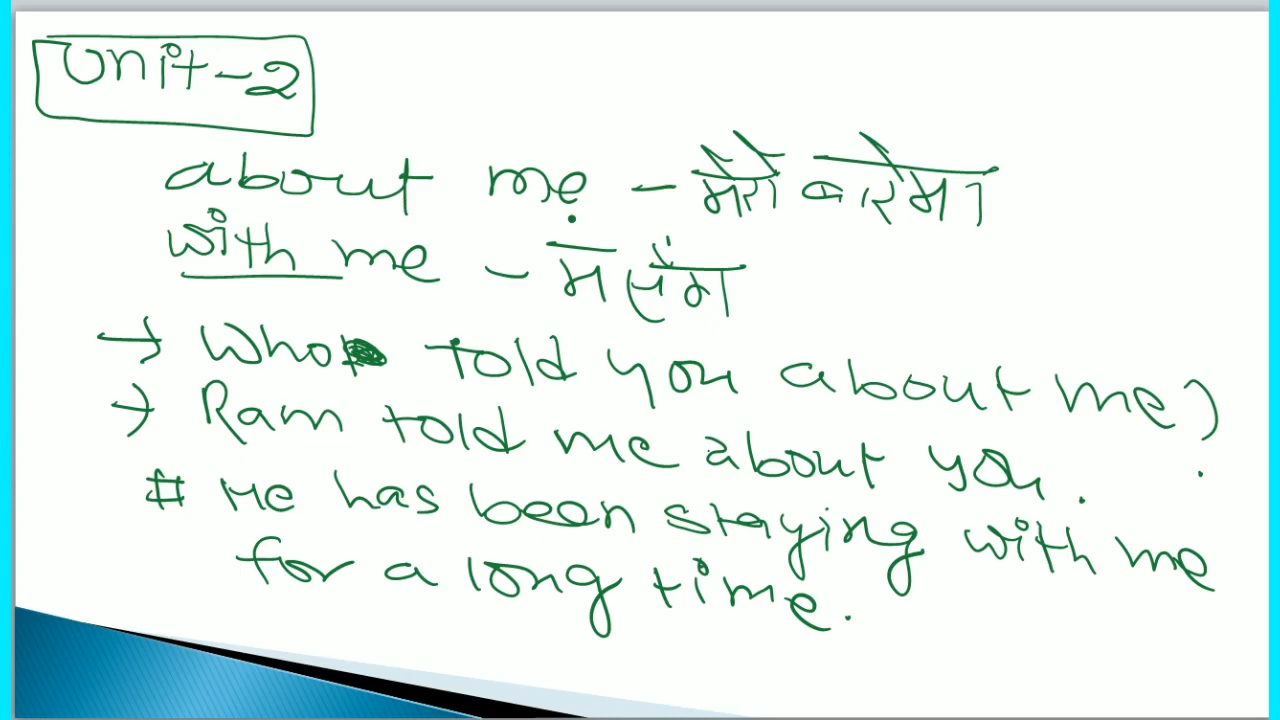 Unit-2
about me - मेरो बारेमा
with me - म सँग
→ Who told you about me?
→ Ram told me about you.
# He has been staying with me
for a long time.